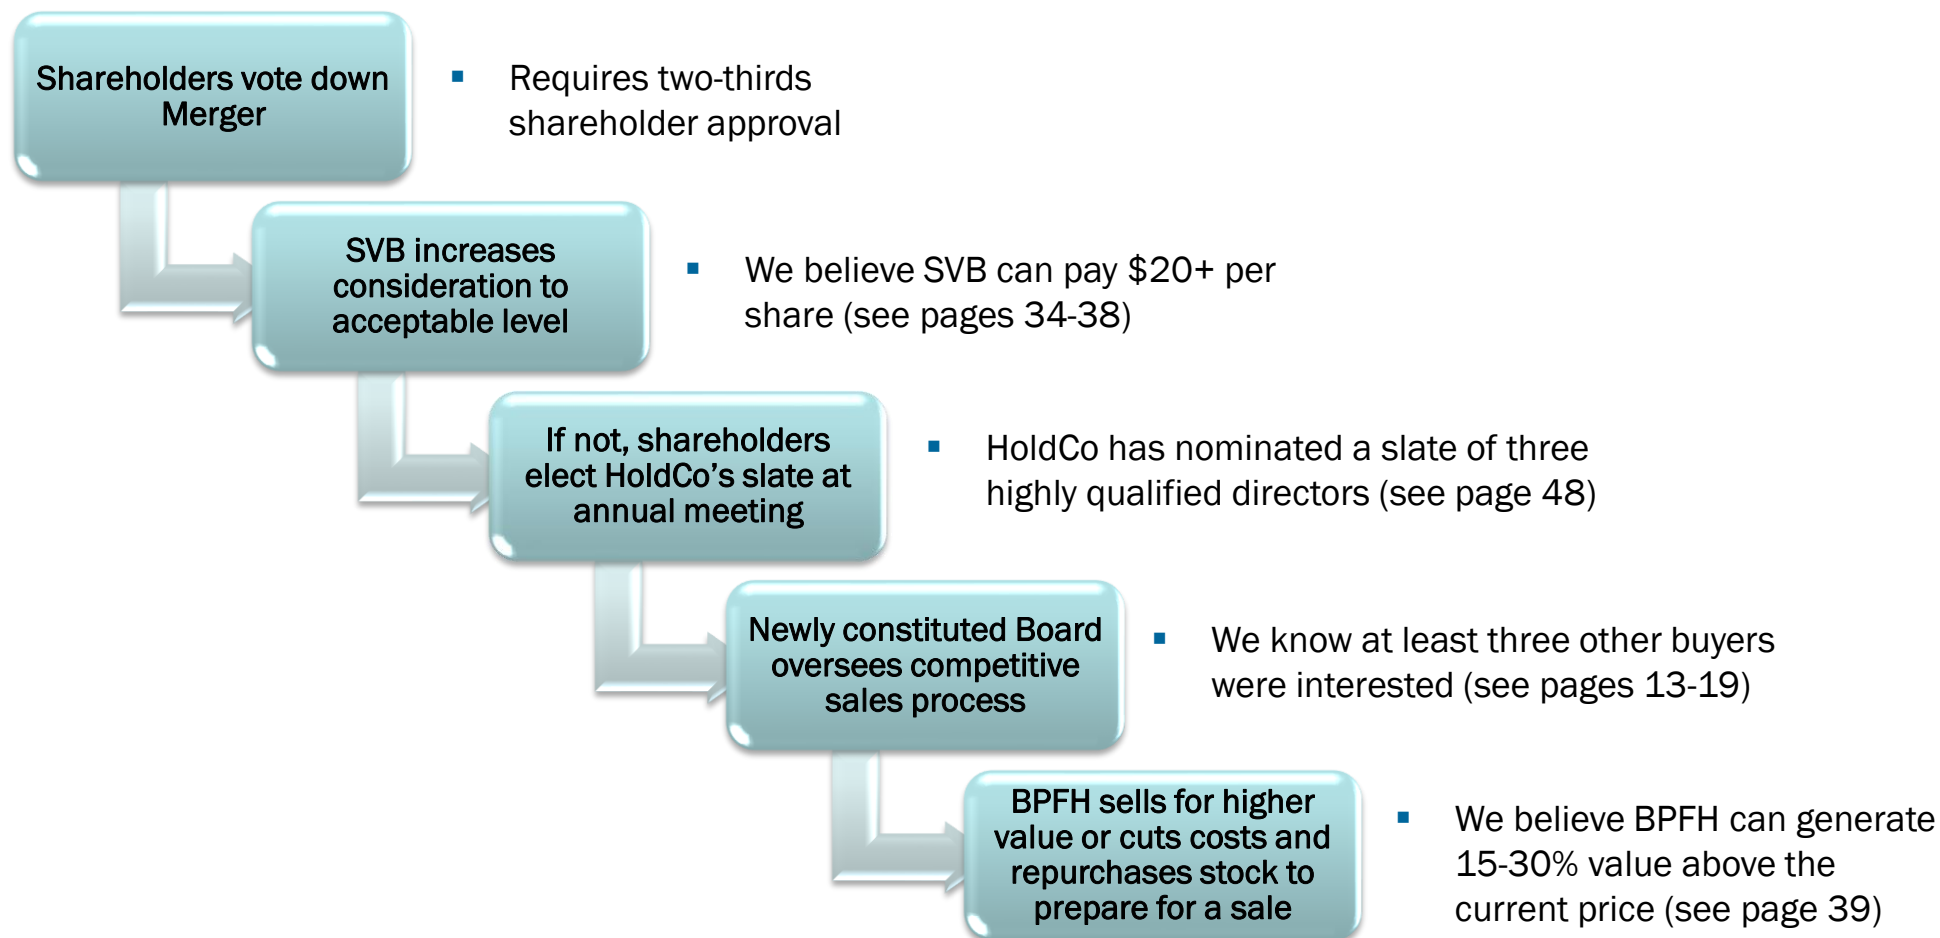 Shareholders vote down
Merger
▪ Requires two-thirds
shareholder approval
SVB increases
consideration to
acceptable level
▪ We believe SVB can pay $20+ per
share (see pages 34-38)
If not, shareholders
elect HoldCo’s slate at
annual meeting
▪ HoldCo has nominated a slate of three
highly qualified directors (see page 48)
Newly constituted Board
oversees competitive
sales process
▪ We know at least three other buyers
were interested (see pages 13-19)
BPFH sells for higher
value or cuts costs and
repurchases stock to
prepare for a sale
▪ We believe BPFH can generate
15-30% value above the
current price (see page 39)